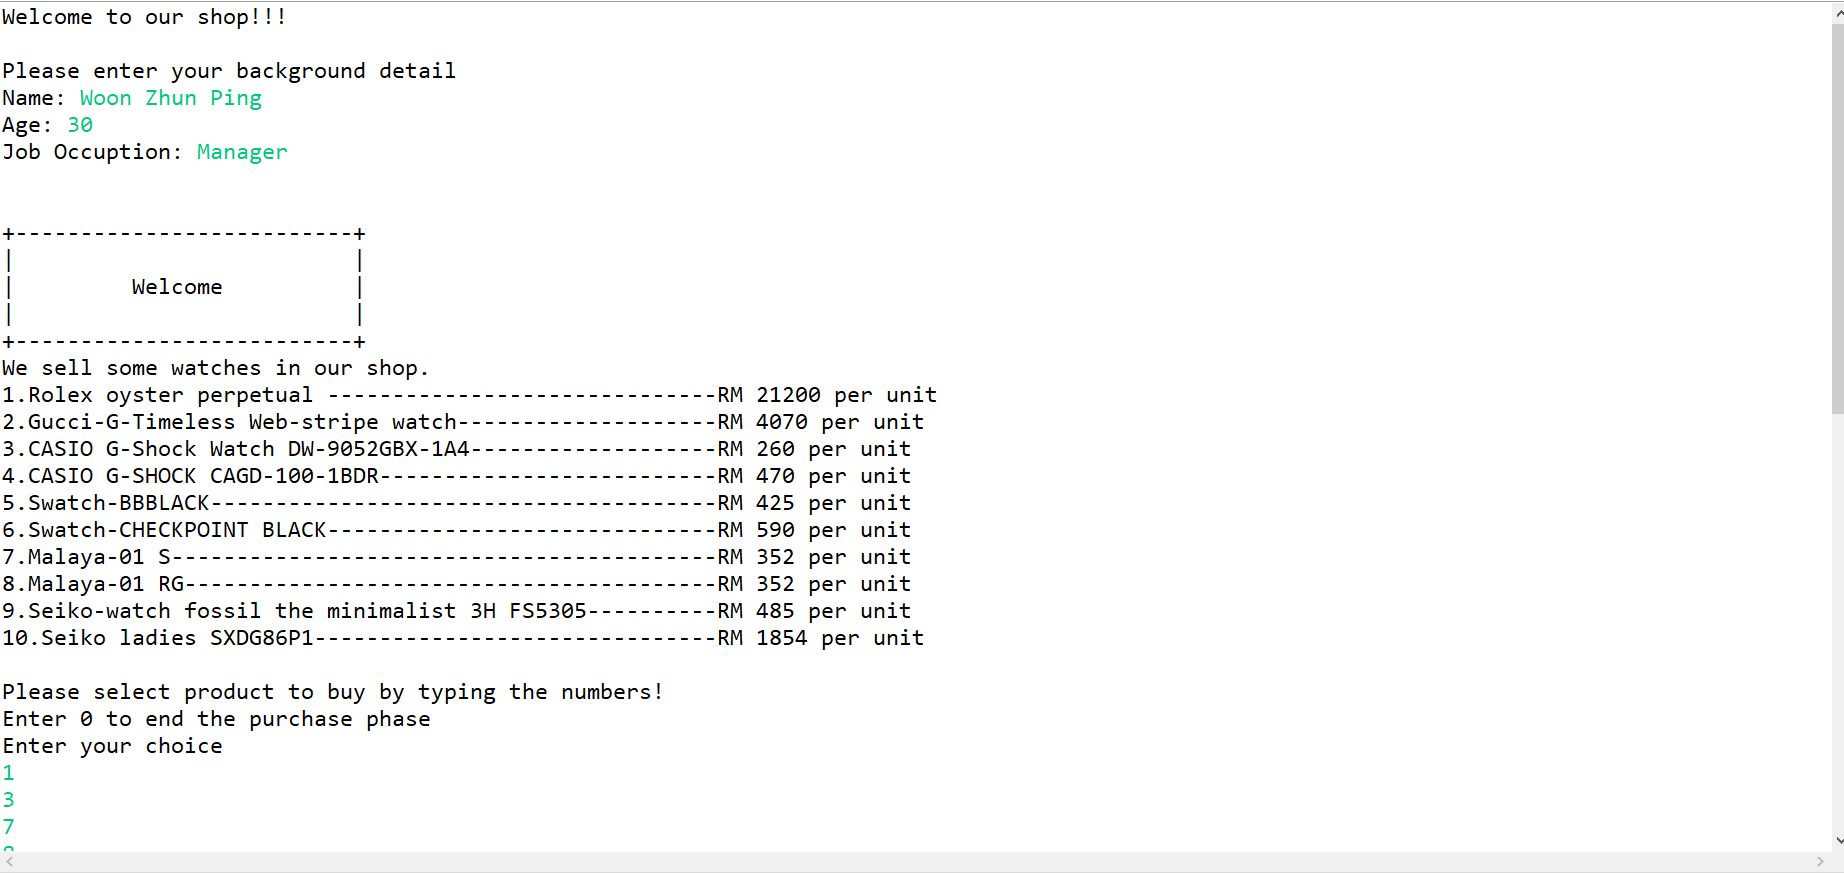 Welcome to our shop!!!
Please enter your background detail
Name: Woon Zhun Ping
Age: 30
Job Occuption: Manager
+--------------------------+
|                          |
|         Welcome          |
|                          |
+--------------------------+
We sell some watches in our shop.
1.Rolex oyster perpetual ------------------------------RM 21200 per unit
2.Gucci-G-Timeless Web-stripe watch--------------------RM 4070 per unit
3.CASIO G-Shock Watch DW-9052GBX-1A4-------------------RM 260 per unit
4.CASIO G-SHOCK CAGD-100-1BDR--------------------------RM 470 per unit
5.Swatch-BBBLACK---------------------------------------RM 425 per unit
6.Swatch-CHECKPOINT BLACK------------------------------RM 590 per unit
7.Malaya-01 S------------------------------------------RM 352 per unit
8.Malaya-01 RG-----------------------------------------RM 352 per unit
9.Seiko-watch fossil the minimalist 3H FS5305----------RM 485 per unit
10.Seiko ladies SXDG86P1-------------------------------RM 1854 per unit
Please select product to buy by typing the numbers!
Enter 0 to end the purchase phase
Enter your choice
1
3
7